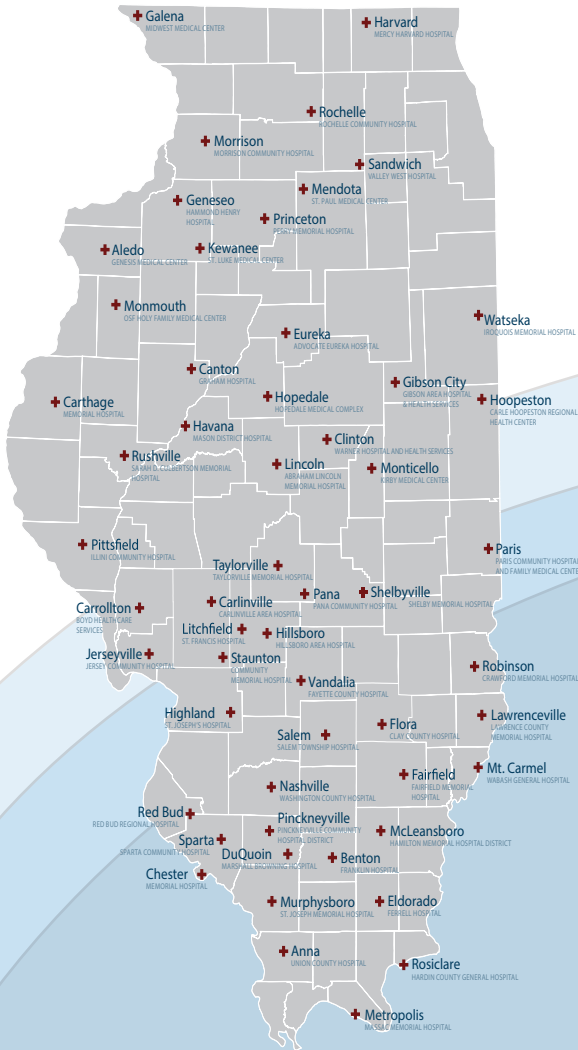 Galena
MIDWEST MEDICAL CENTER
Harvard
MERCY HARVARD HOSPITAL
Rochelle
ROCHELLE COMMUNITY HOSPITAL
Morrison
MORRISON COMMUNITY HOSPITAL
Sandwich
VALLEY WEST HOSPITAL
Mendota
ST. PAUL MEDICAL CENTER
Geneseo
HAMMOND HENRY
HOSPITAL
Princeton
PERRY MEMORIAL HOSPITAL
Aledo
GENESIS MEDICAL CENTER
Kewanee
ST. LUKE MEDICAL CENTER
Monmouth
OSF HOLY FAMILY MEDICAL CENTER
Watseka
IROQUOIS MEMORIAL HOSPITAL
Eureka
ADVOCATE EUREKA HOSPITAL
Canton
GRAHAM HOSPITAL
Gibson City
GIBSON AREA HOSPITAL
& HEALTH SERVICES
Carthage
MEMORIAL HOSPITAL
Hopedale
HOPEDALE MEDICAL COMPLEX
Hoopeston
CARLE HOOPESTON REGIONAL
HEALTH CENTER
Havana
MASON DISTRICT HOSPITAL
Clinton
WARNER HOSPITAL AND HEALTH SERVICES
Rushville
SARAH D. CULBERTSON MEMORIAL
HOSPITAL
Lincoln
ABRAHAM LINCOLN
MEMORIAL HOSPITAL
Monticello
KIRBY MEDICAL CENTER
Pittsfield
ILLINI COMMUNITY HOSPITAL
Paris
PARIS COMMUNITY HOSPITAL
AND FAMILY MEDICAL CENTE
Taylorville
TAYLORVILLE MEMORIAL HOSPITAL
Pana
PANA COMMUNITY HOSPITAL
Shelbyville
SHELBY MEMORIAL HOSPITAL
Carrollton
BOYD HEALTHCARE
SERVICES
Carlinville
CARLINVILLE AREA HOSPITAL
Litchfield
ST. FRANCIS HOSPITAL
Hillsboro
HILLSBORO AREA HOSPITAL
Jerseyville
JERSEY COMMUNITY HOSPITAL
Staunton
COMMUNITY
MEMORIAL HOSPITAL
Robinson
CRAWFORD MEMORIAL HOSPITAL
Vandalia
FAYETTE COUNTY HOSPITAL
Highland
ST. JOSEPH'S HOSPITAL
Flora
CLAY COUNTY HOSPITAL
Lawrenceville
LAWRENCE COUNTY
MEMORIAL HOSPITAL
Salem
SALEM TOWNSHIP HOSPITAL
Fairfield
FAIRFIELD MEMORIAL
HOSPITAL
Mt. Carmel
WABASH GENERAL HOSPITAL
Nashville
WASHINGTON COUNTY HOSPITAL
Red Bud
RED BUD REGIONAL HOSPITAL
Pinckneyville
PINCKNEYVILLE COMMUNITY
HOSPITAL DISTRICT
McLeansboro
HAMILTON MEMORIAL HOSPITAL DISTRICT
Sparta
SPARTA COMMUNITY HOSPITAL
DuQuoin
MARSHALL BROWNING HOSPITAL
Benton
FRANKLIN HOSPITAL
Chester
MEMORIAL HOSPITAL
Murphysboro
ST. JOSEPH MEMORIAL HOSPITAL
Eldorado
FERRELL HOSPITAL
Anna
UNION COUNTY HOSPITAL
Rosiclare
HARDIN COUNTY GENERAL HOSPITAL
Metropolis
MASSAC MEMORIAL HOSPITAL